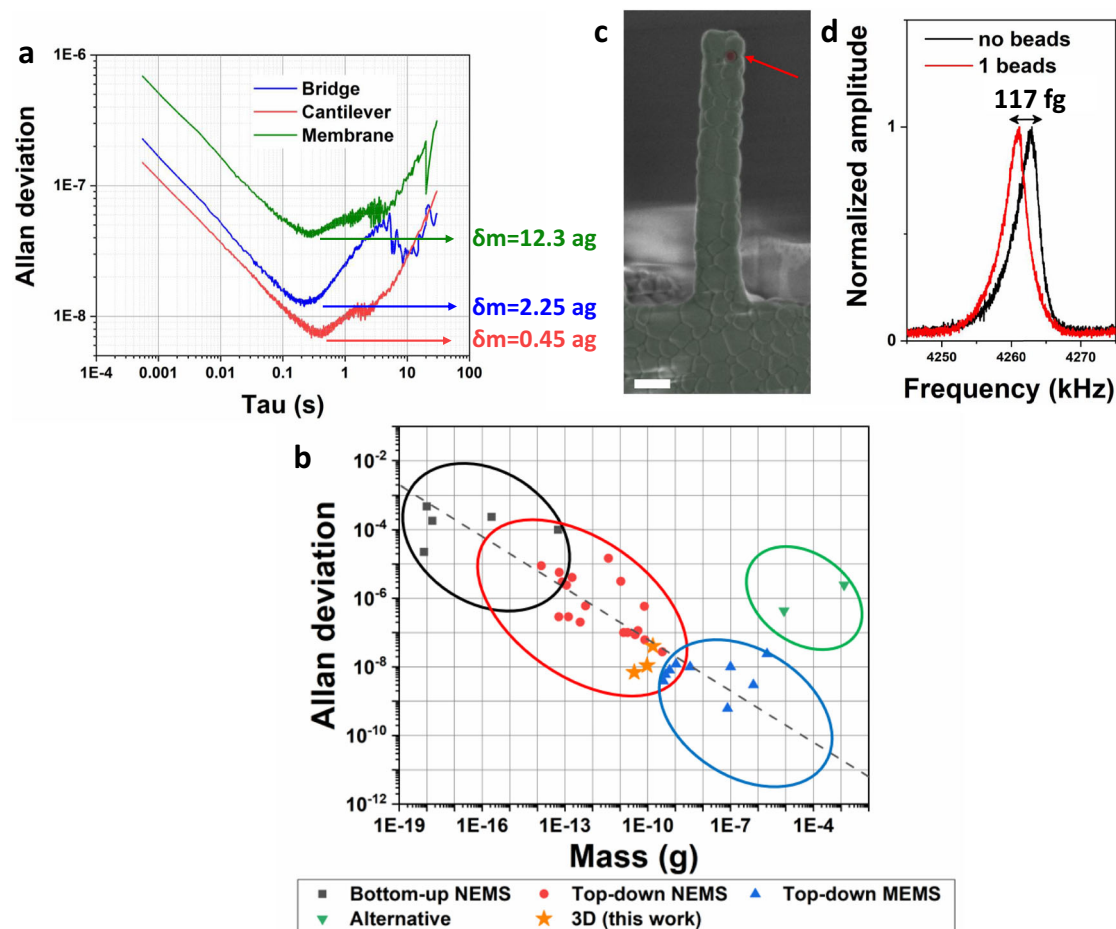 a
1E-6
1E-7
1E-8
Allan deviation
Bridge
Cantilever
Membrane
δm=12.3 ag
δm=2.25 ag
δm=0.45 ag
1E-4 0.001 0.01 0.1 1 10 100
Tau (s)
c
d
no beads
1 beads
117 fg
Normalized amplitude
1
0
4250 4260 4270
Frequency (kHz)
b
10-2
10-4
10-6
10-8
10-10
10-12
Allan deviation
1E-19 1E-16 1E-13 1E-10 1E-7 1E-4
Mass (g)
Bottom-up NEMS Top-down NEMS Top-down MEMS
Alternative 3D (this work)